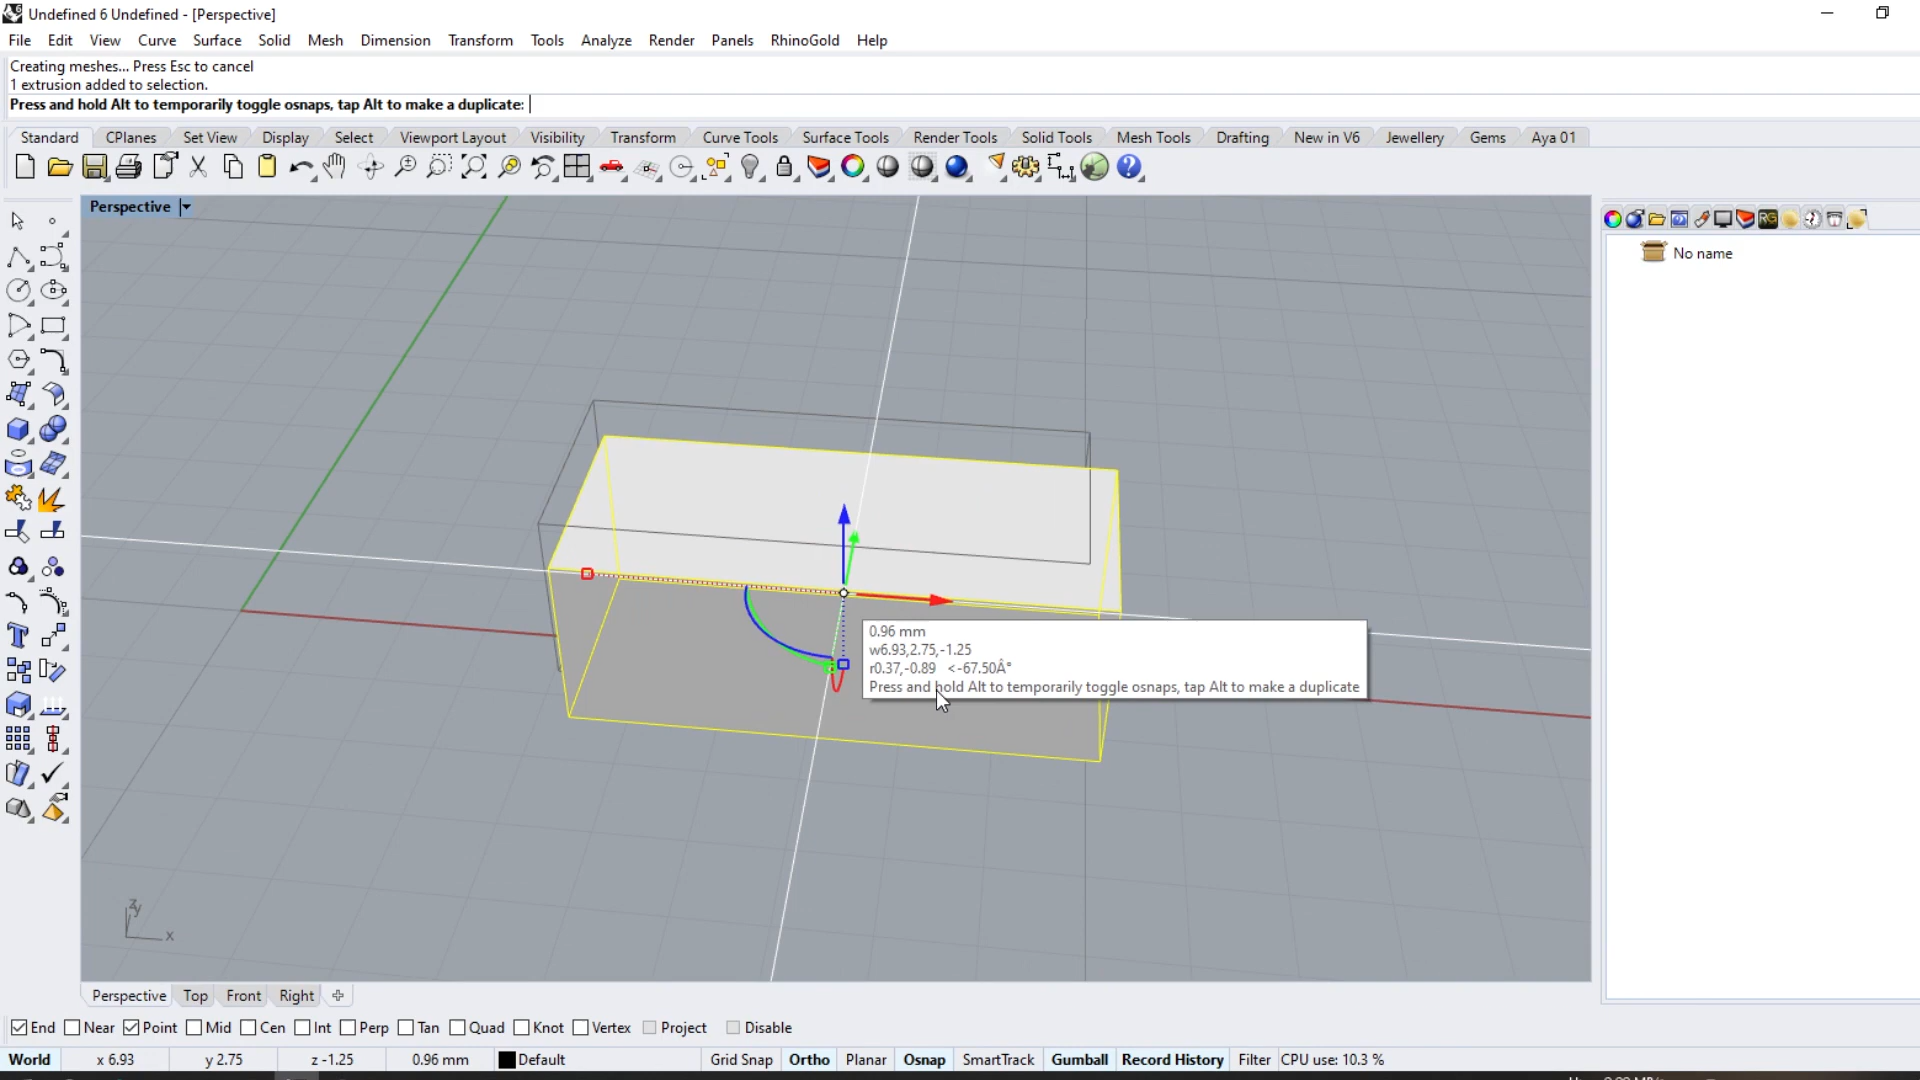 Undefined 6 Undefined - [Perspective]
File Edit View Curve Surface Solid Mesh Dimension Transform Tools Analyze Render Panels RhinoGold Help
Creating meshes... Press Esc to cancel
1 extrusion added to selection.
Press and hold Alt to temporarily toggle osnaps, tap Alt to make a duplicate:
Standard CPlanes Set View Display Select Viewport Layout Visibility Transform Curve Tools Surface Tools Render Tools Solid Tools Mesh Tools Drafting New in V6 Jewellery Gems Aya 01
Perspective
No name
0.96 mm
w6.93,2.75,-1.25
r0.37,-0.89 <-67.50Â°
Press and hold Alt to temporarily toggle osnaps, tap Alt to make a duplicate
z y
x
Perspective Top Front Right
End Near Point Mid Cen Int Perp Tan Quad Knot Vertex Project Disable
World x 6.93 y 2.75 z -1.25 0.96 mm Default Grid Snap Ortho Planar Osnap SmartTrack Gumball Record History Filter CPU use: 10.3 %